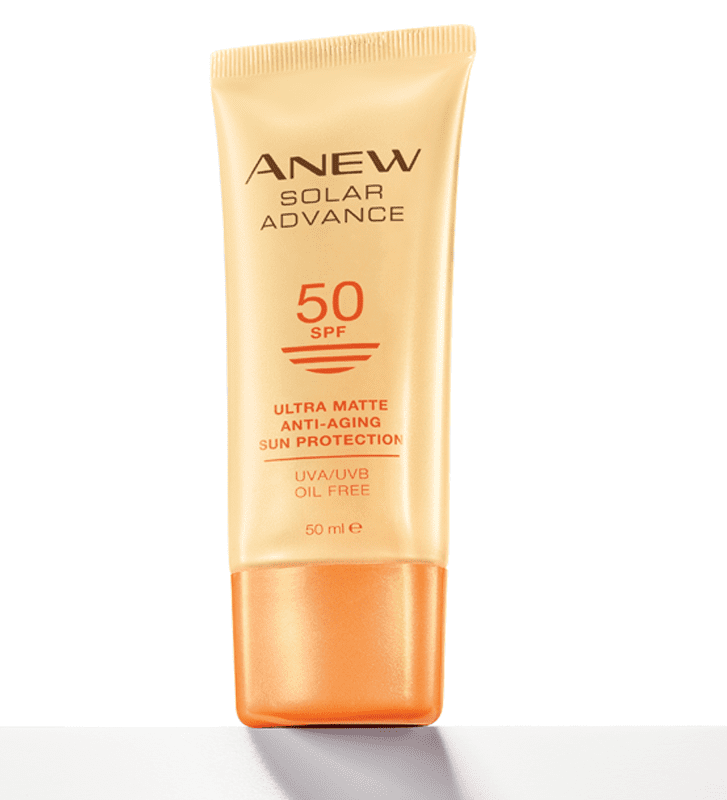 ANEW
SOLAR
ADVANCE
50
SPF
ULTRA MATTE
ANTI-AGING
SUN PROTECTION
UVA/UVB
OIL FREE
50 ml ℮